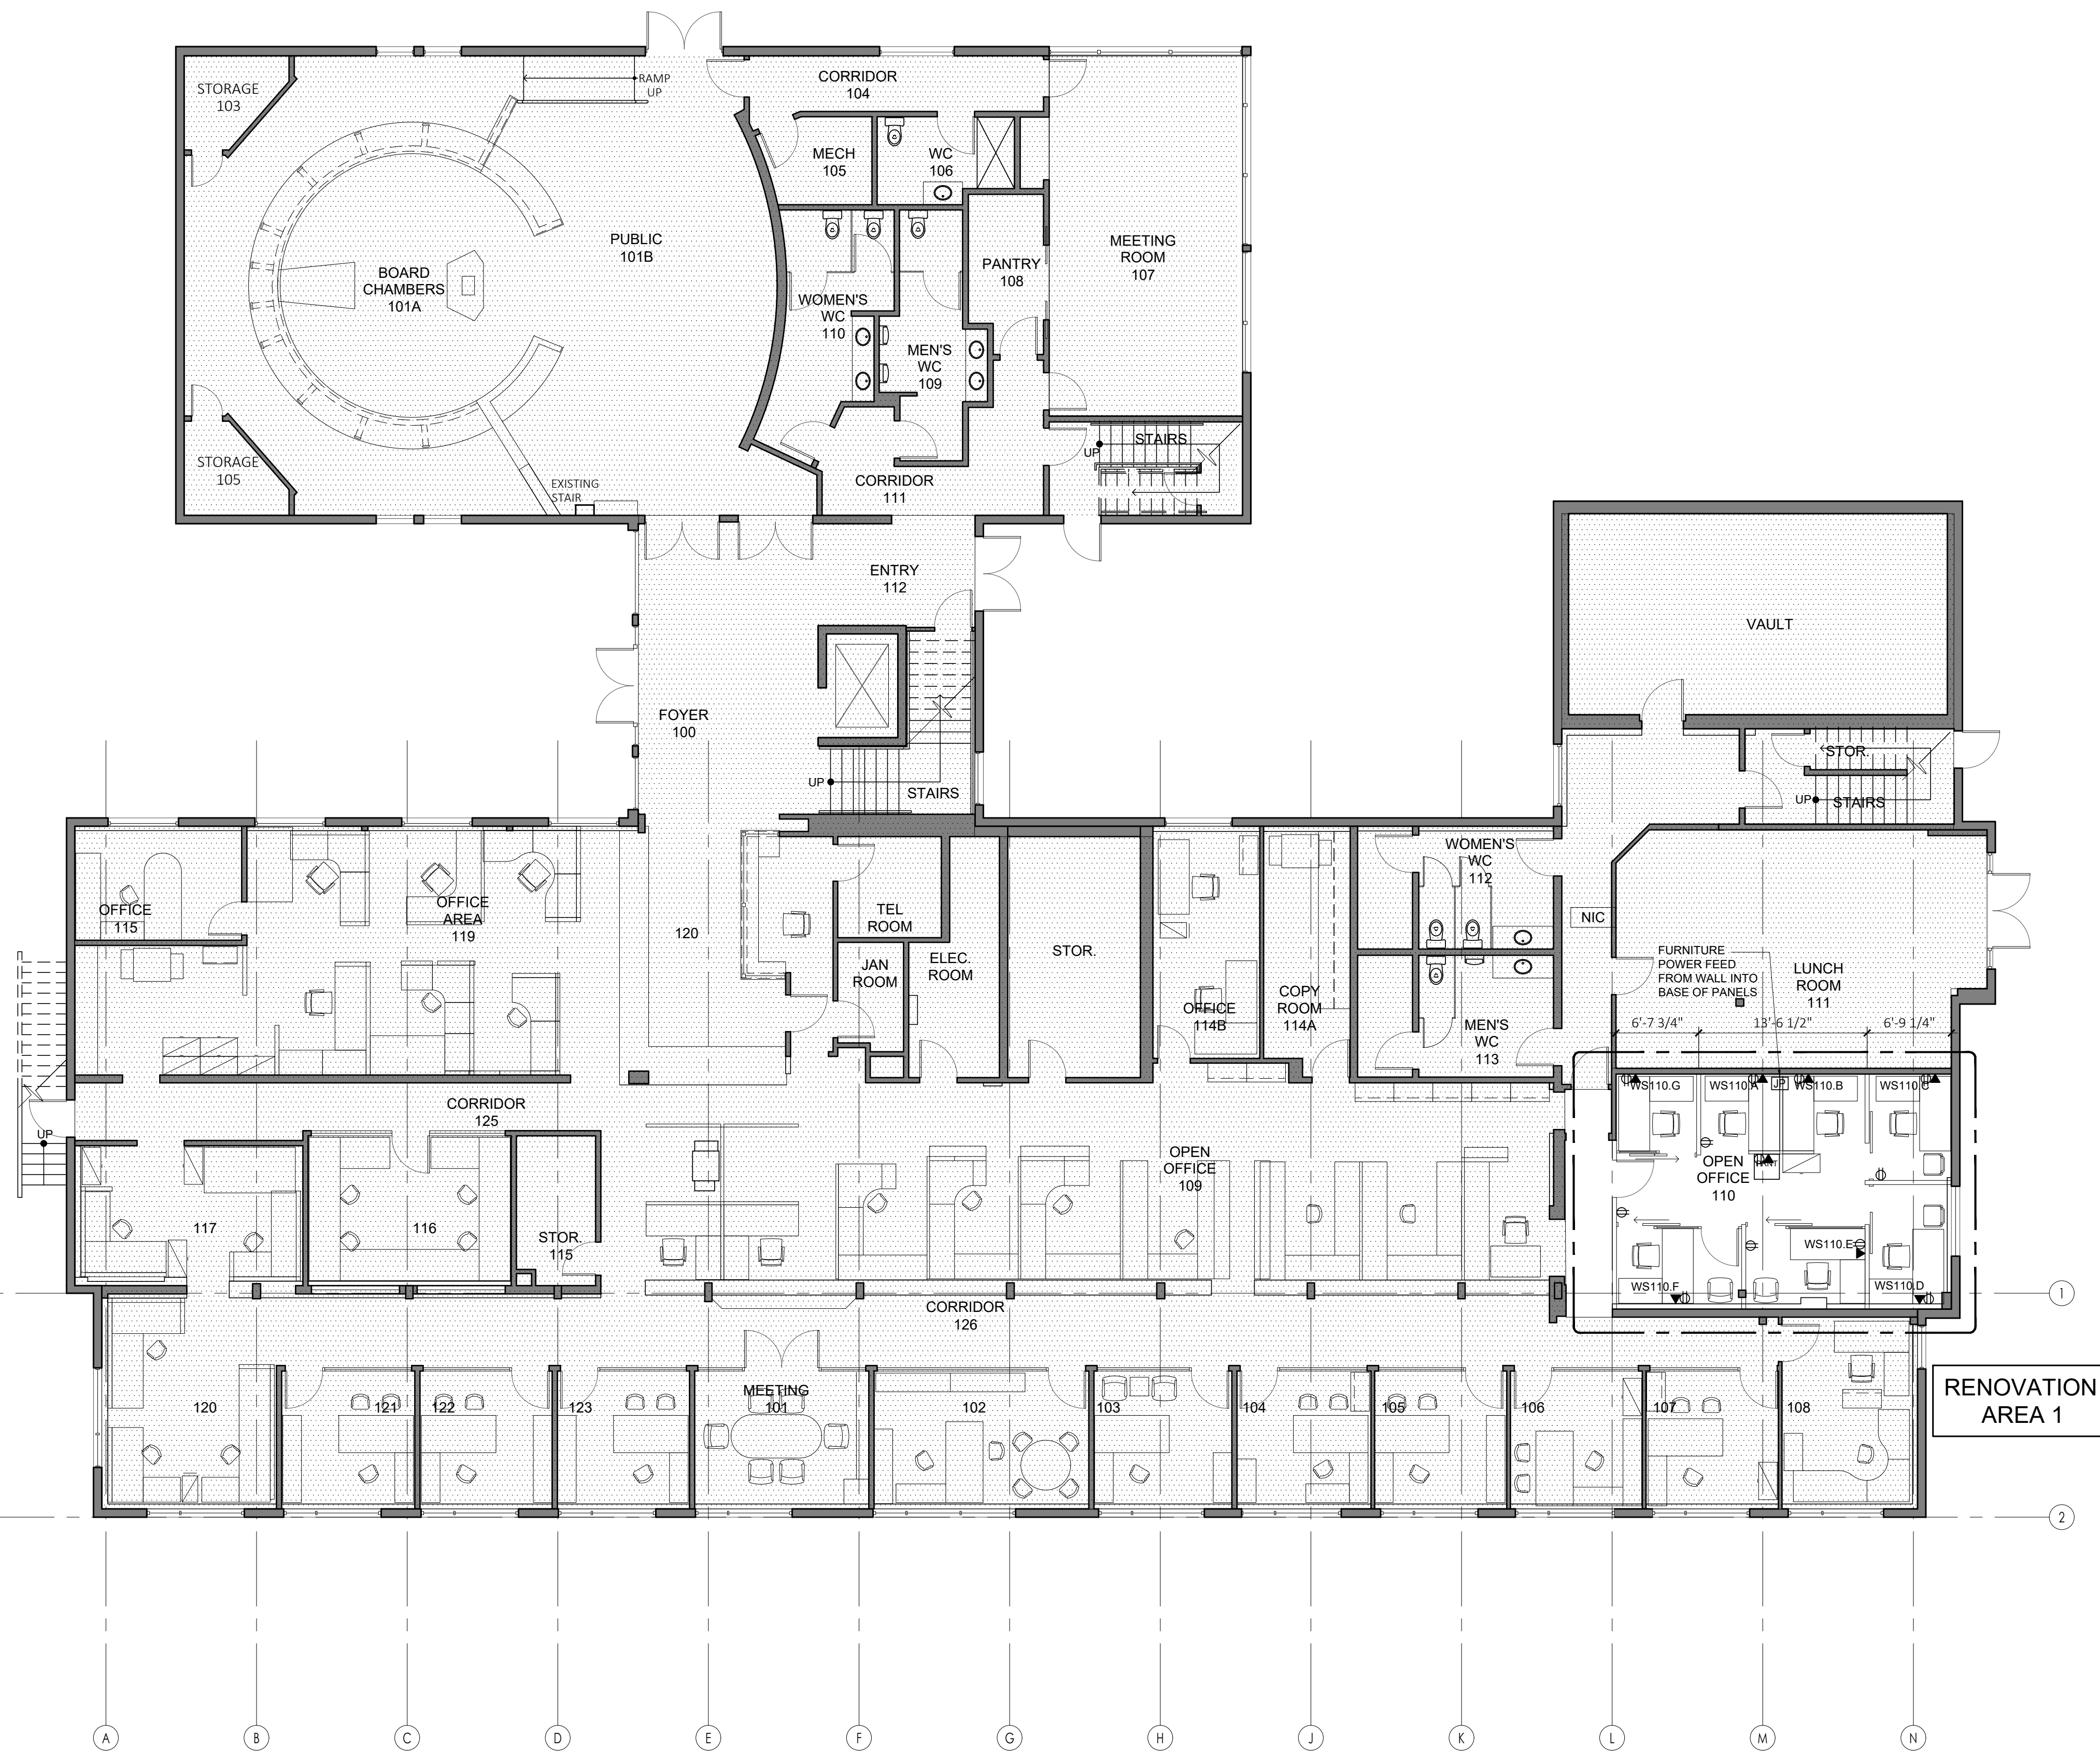 RAMP
UP
STORAGE
103
CORRIDOR
104
MECH
105
WC
106
PUBLIC
101B
BOARD
CHAMBERS
101A
MEETING
ROOM
107
PANTRY
108
WOMEN'S
WC
110
MEN'S
WC
109
STORAGE
105
EXISTING
STAIR
CORRIDOR
111
STAIRS
UP
ENTRY
112
VAULT
FOYER
100
UP
STAIRS
STOR.
UP
STAIRS
OFFICE
115
OFFICE
AREA
119
120
TEL
ROOM
JAN
ROOM
ELEC.
ROOM
STOR.
OFFICE
114B
COPY
ROOM
114A
WOMEN'S
WC
112
MEN'S
WC
113
NIC
FURNITURE
POWER FEED
FROM WALL INTO
BASE OF PANELS
LUNCH
ROOM
111
6'-7 3/4"
13'-6 1/2"
6'-9 1/4"
WS110.G
WS110.A
JP
WS110.B
WS110.C
OPEN
OFFICE
110
WS110.E
WS110.F
WS110.D
CORRIDOR
125
UP
117
116
STOR.
115
OPEN
OFFICE
109
CORRIDOR
126
1
120
121
122
123
MEETING
101
102
103
104
105
106
107
108
RENOVATION
AREA 1
2
A
B
C
D
E
F
G
H
J
K
L
M
N